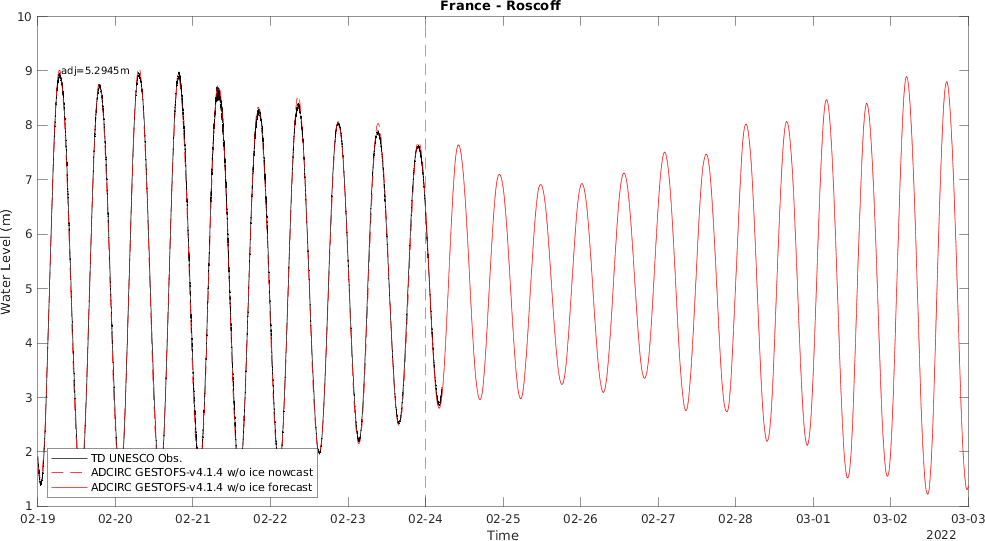 France - Roscoff
Water Level (m)
10
9
8
7
6
5
4
3
2
1
adj=5.2945m
TD UNESCO Obs.
ADCIRC GESTOFS-v4.1.4 w/o ice nowcast
ADCIRC GESTOFS-v4.1.4 w/o ice forecast
02-19 02-20 02-21 02-22 02-23 02-24 02-25 02-26 02-27 02-28 03-01 03-02 03-03
Time
2022